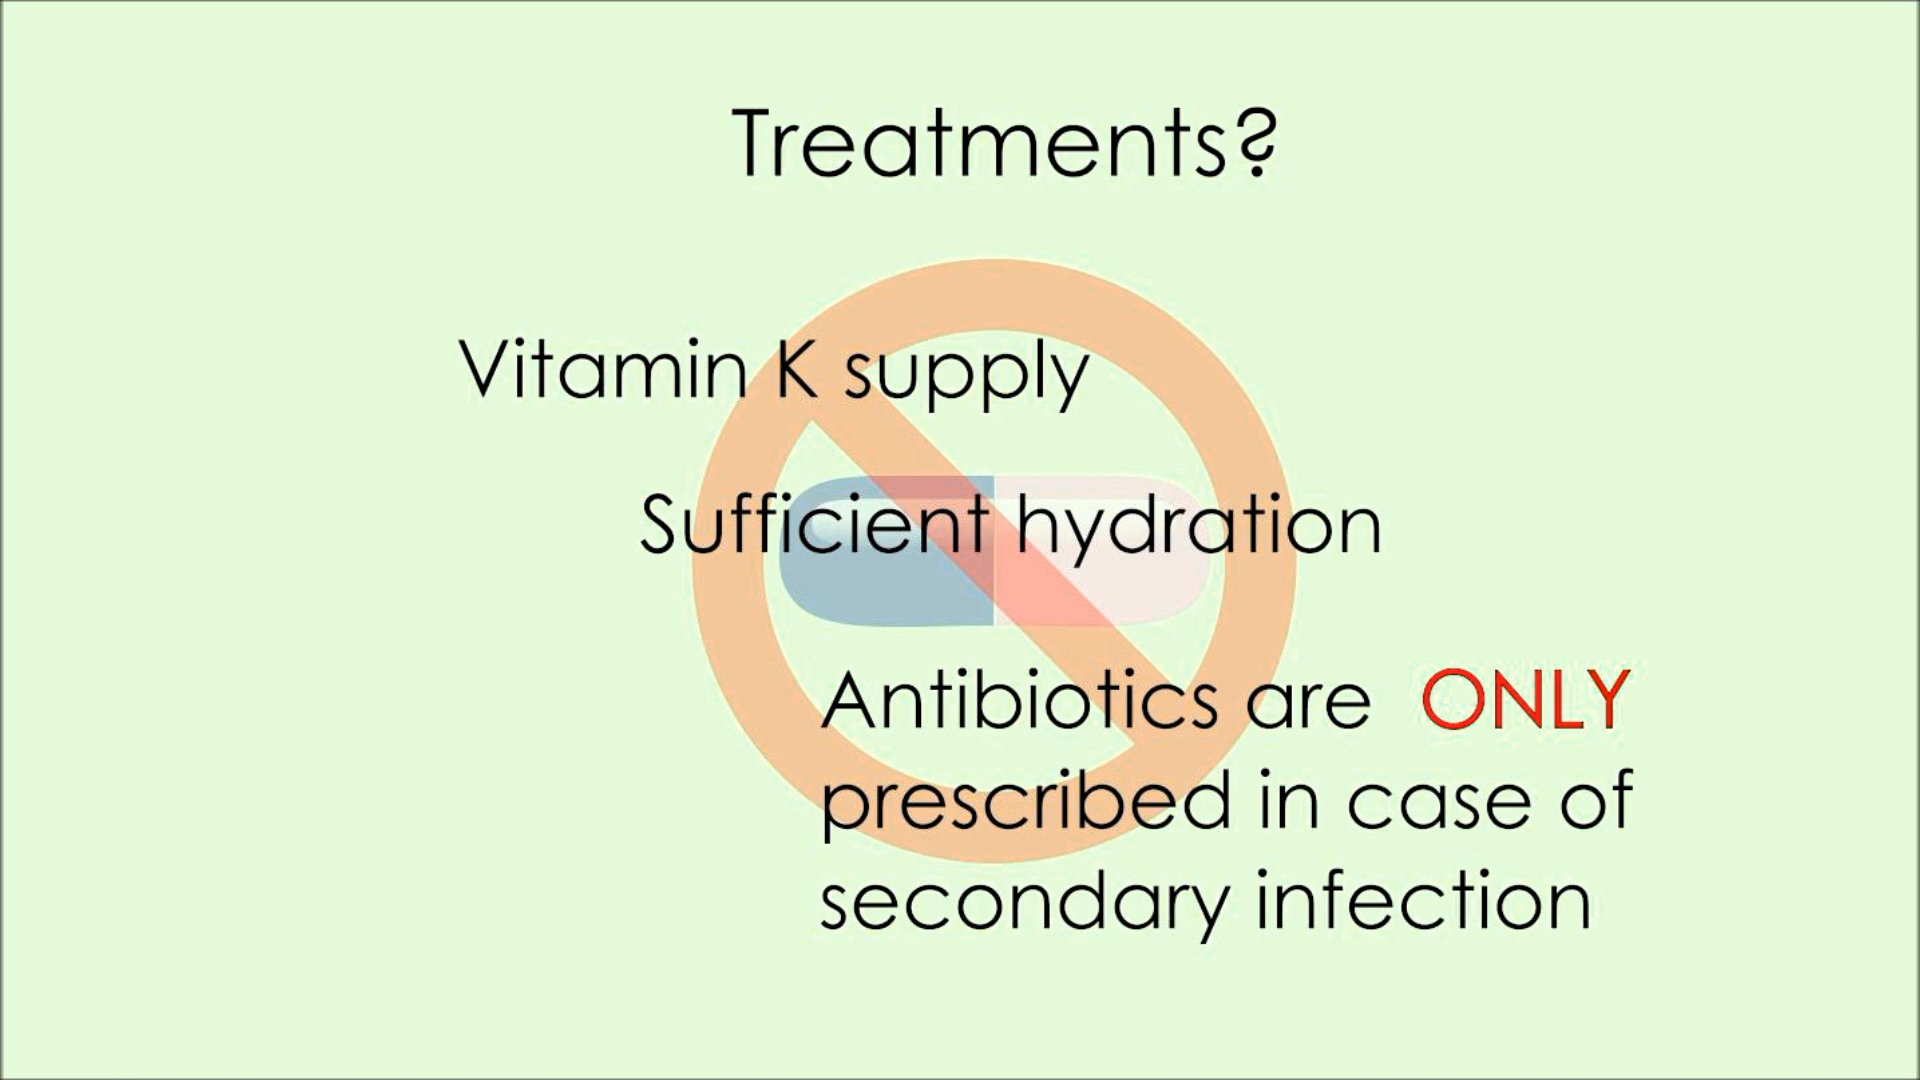 Treatments?
Vitamin K supply
Sufficient hydration
Antibiotics are ONLY
prescribed in case of
secondary infection